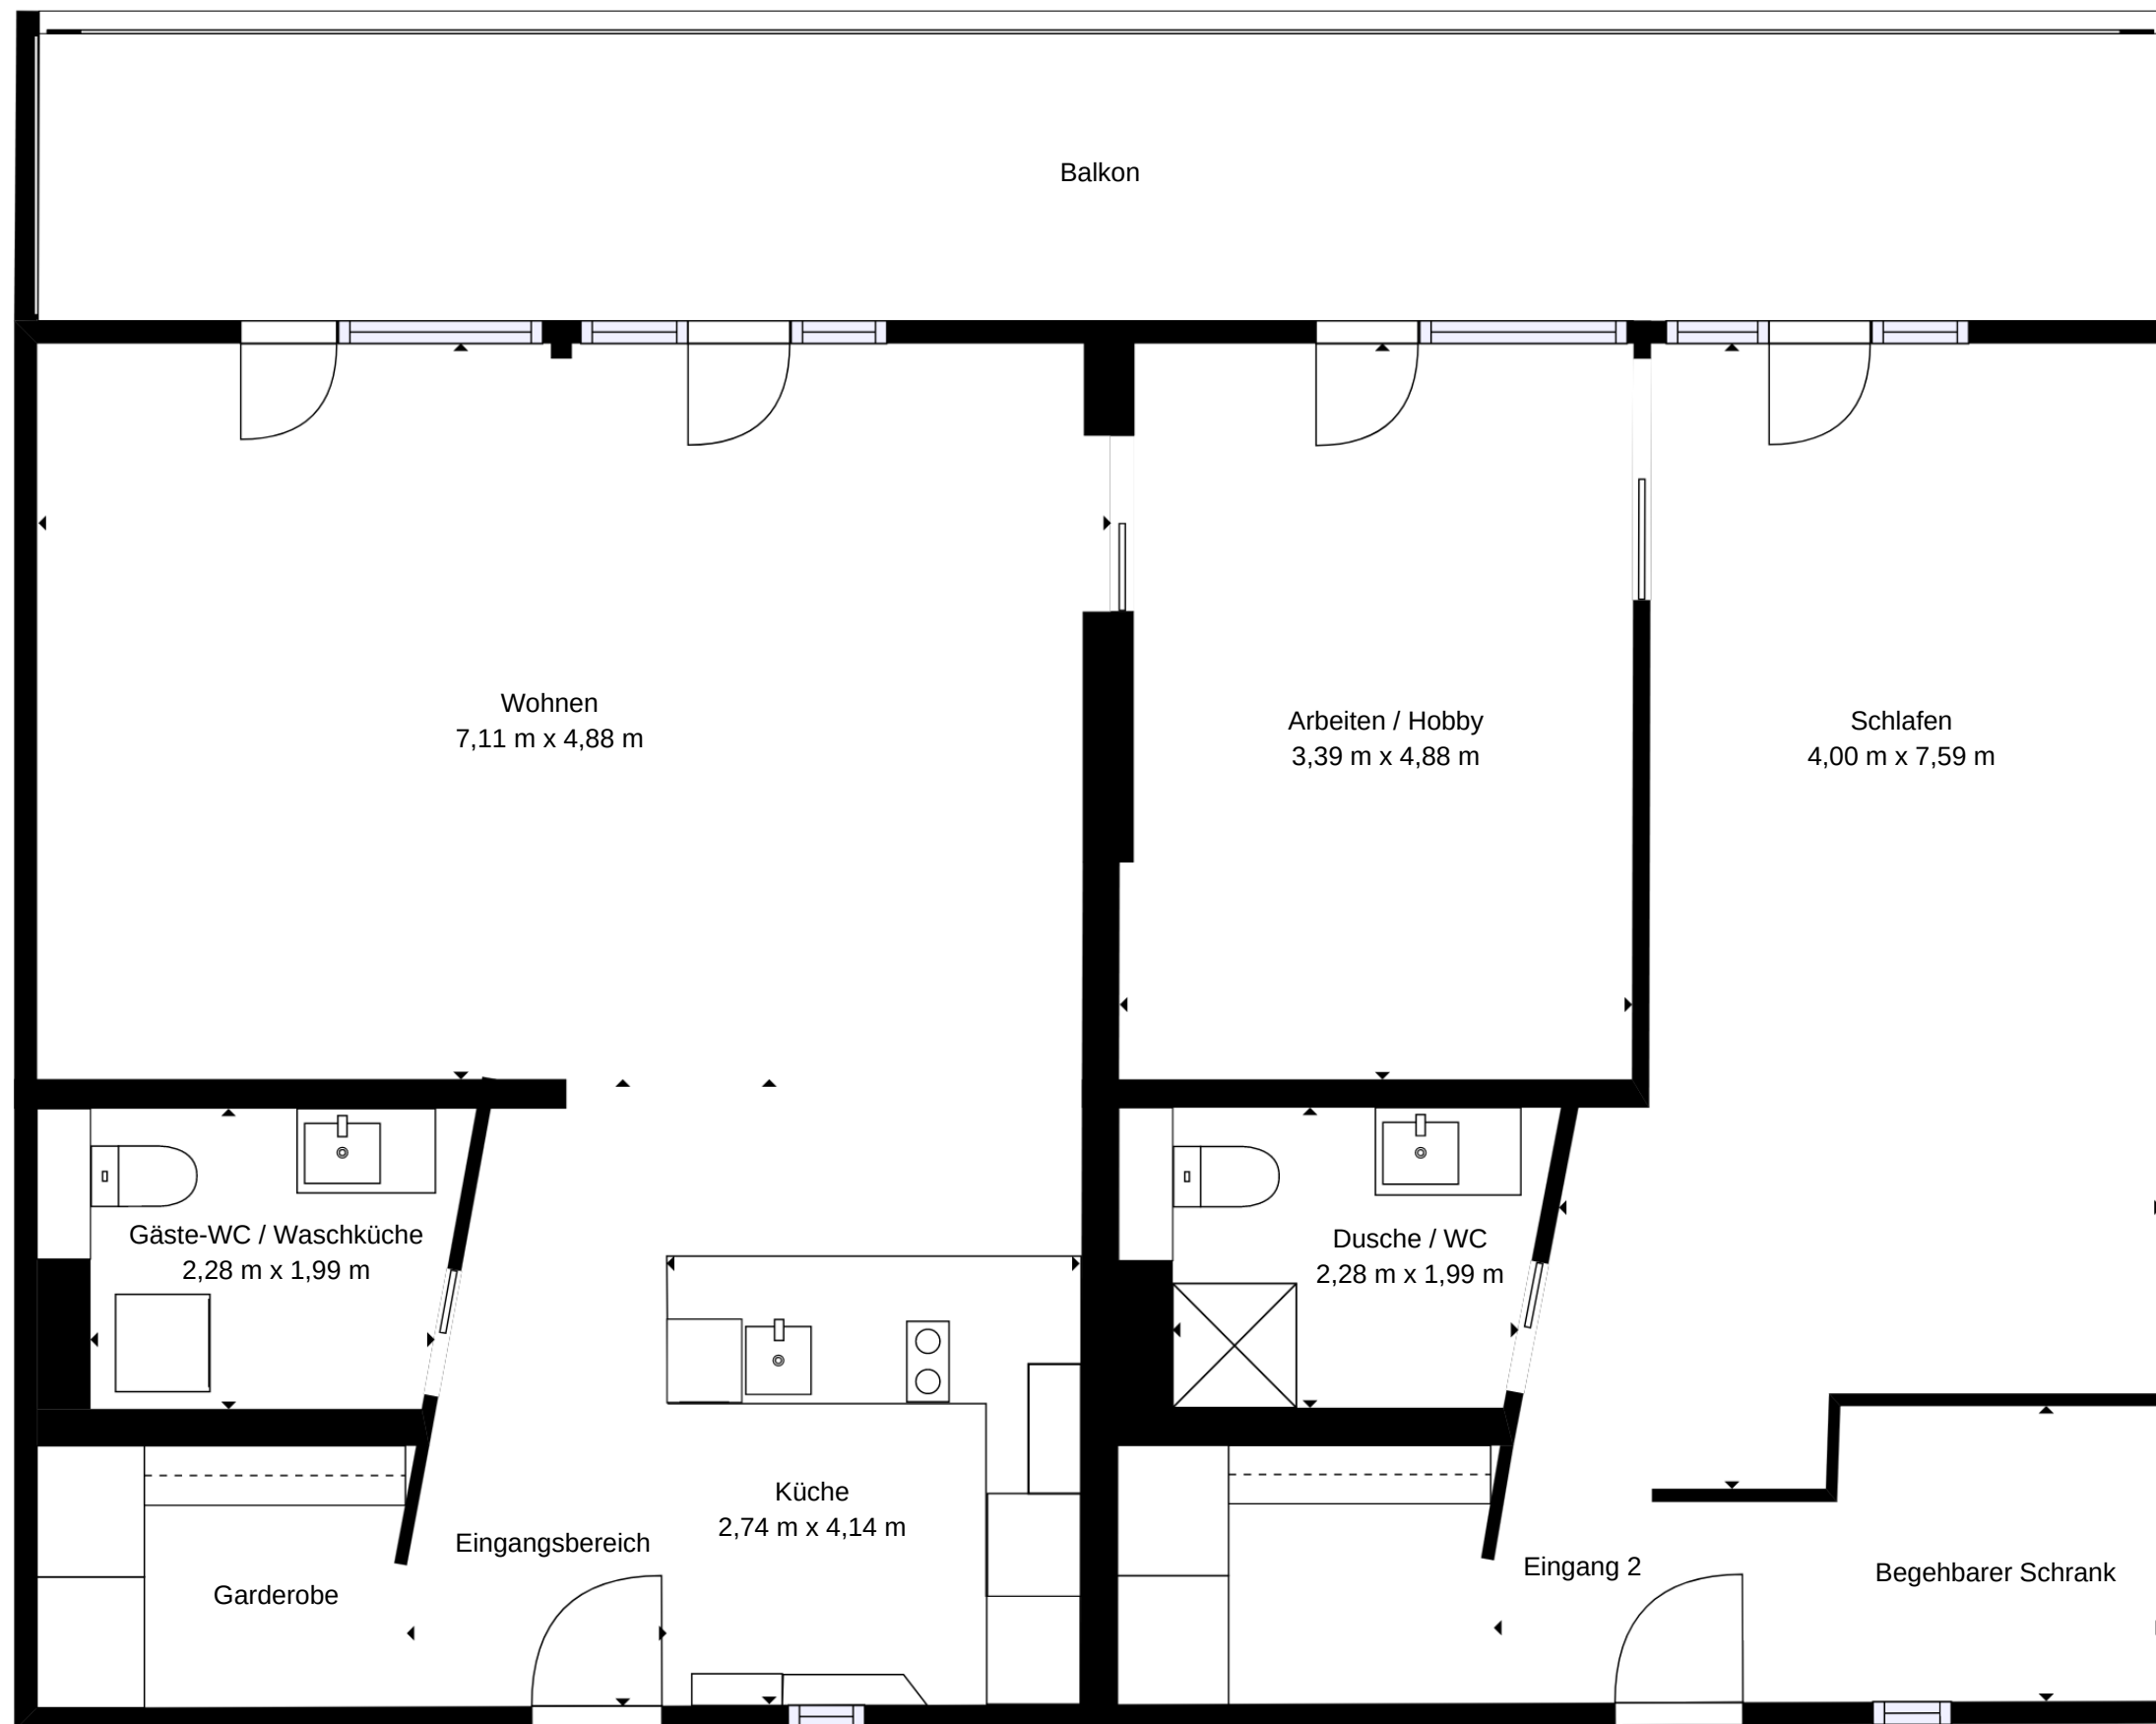 Balkon
Wohnen
7,11 m x 4,88 m
Arbeiten / Hobby
3,39 m x 4,88 m
Schlafen
4,00 m x 7,59 m
Gäste-WC / Waschküche
2,28 m x 1,99 m
Dusche / WC
2,28 m x 1,99 m
Küche
2,74 m x 4,14 m
Eingangsbereich
Garderobe
Eingang 2
Begehbarer Schrank